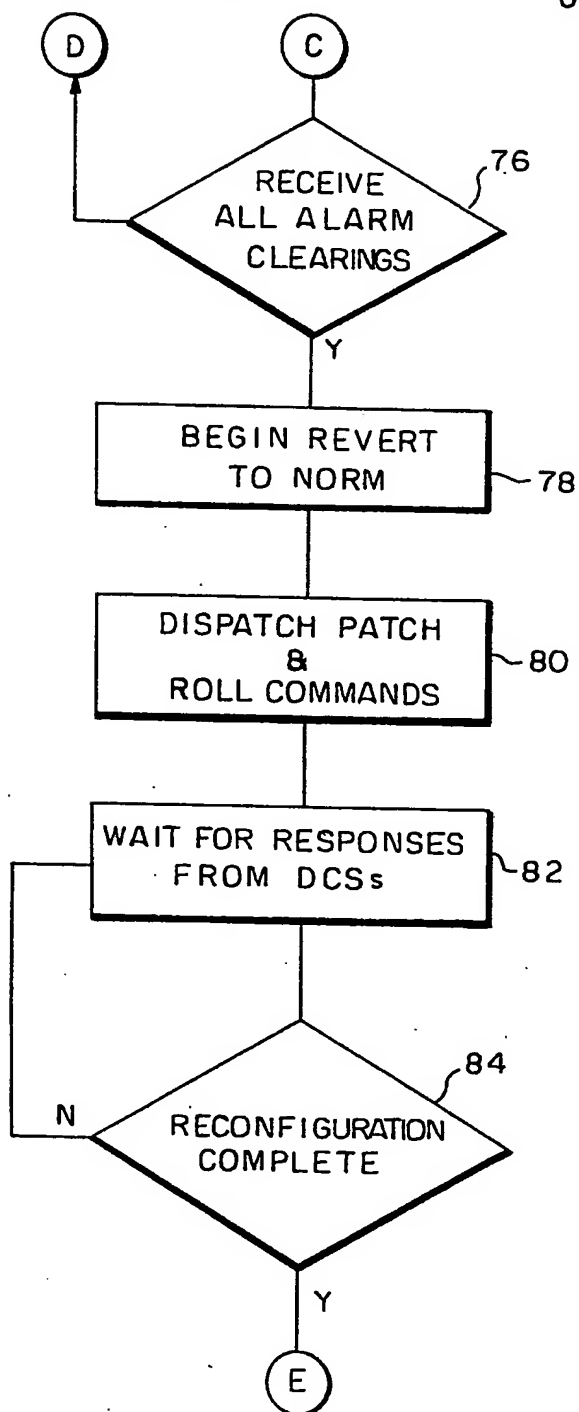 D
C
RECEIVE
ALL ALARM
CLEARINGS
76
Y
BEGIN REVERT
TO NORM
78
DISPATCH PATCH
&
ROLL COMMANDS
80
WAIT FOR RESPONSES
FROM DCSs
82
84
N
RECONFIGURATION
COMPLETE
Y
E